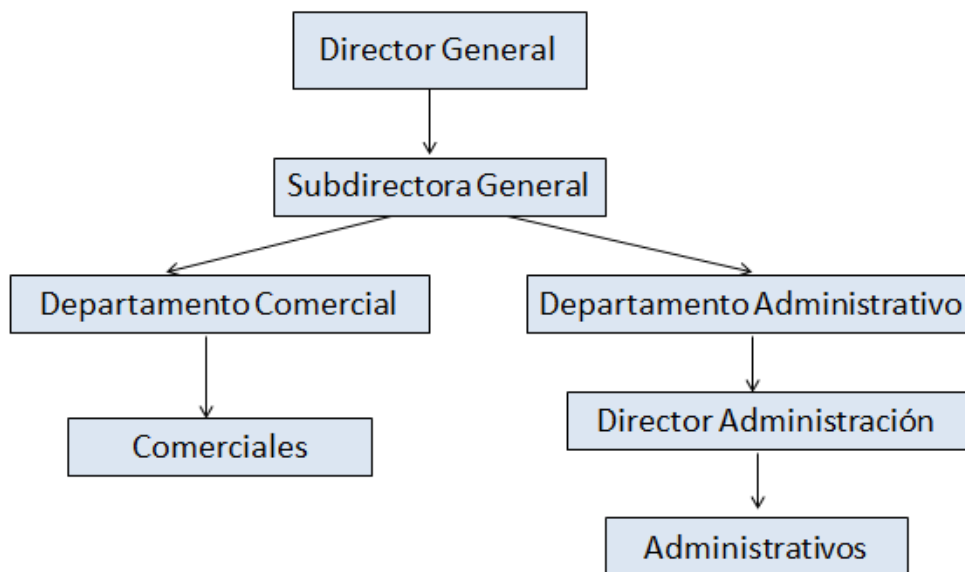 Director General
Subdirectora General
Departamento Comercial
Departamento Administrativo
Comerciales
Director Administración
Administrativos